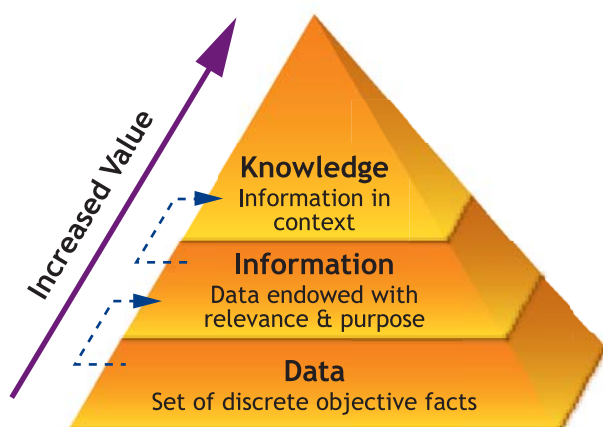 Increased Value
Knowledge
Information in
context
Information
Data endowed with
relevance & purpose
Data
Set of discrete objective facts